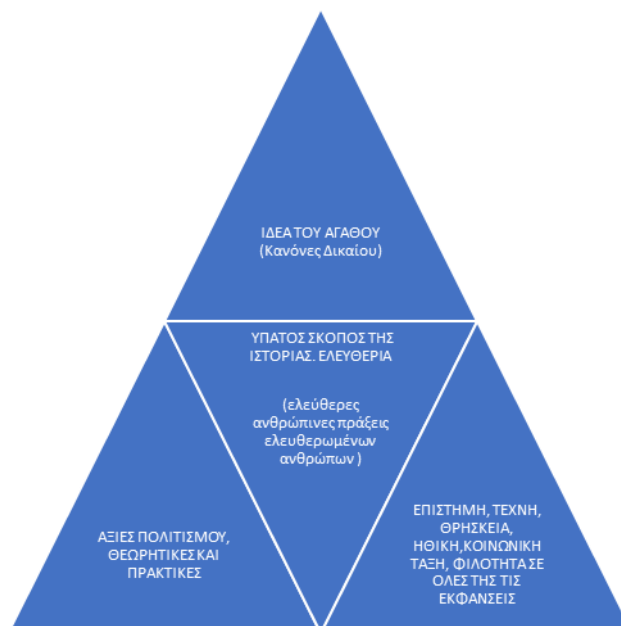 ΙΔΕΑ ΤΟΥ ΑΓΑΘΟΥ
(Κανόνες Δικαίου)
ΥΠΑΤΟΣ ΣΚΟΠΟΣ ΤΗΣ
ΙΣΤΟΡΙΑΣ. ΕΛΕΥΘΕΡΙΑ
(ελεύθερες
ανθρώπινες πράξεις
ελευθερωμένων
ανθρώπων )
ΑΞΙΕΣ ΠΟΛΙΤΙΣΜΟΥ,
ΘΕΩΡΗΤΙΚΕΣ ΚΑΙ
ΠΡΑΚΤΙΚΕΣ
ΕΠΙΣΤΗΜΗ, ΤΕΧΝΗ,
ΘΡΗΣΚΕΙΑ,
ΗΘΙΚΗ,ΚΟΙΝΩΝΙΚΗ
ΤΑΞΗ, ΦΙΛΟΤΗΤΑ ΣΕ
ΟΛΕΣ ΤΗΣ ΤΙΣ
ΕΚΦΑΝΣΕΙΣ